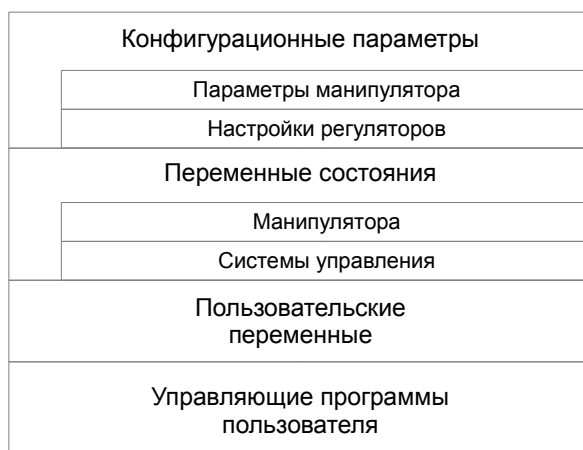 Конфигурационные параметры
Параметры манипулятора
Настройки регуляторов
Переменные состояния
Манипулятора
Системы управления
Пользовательские
переменные
Управляющие программы
пользователя